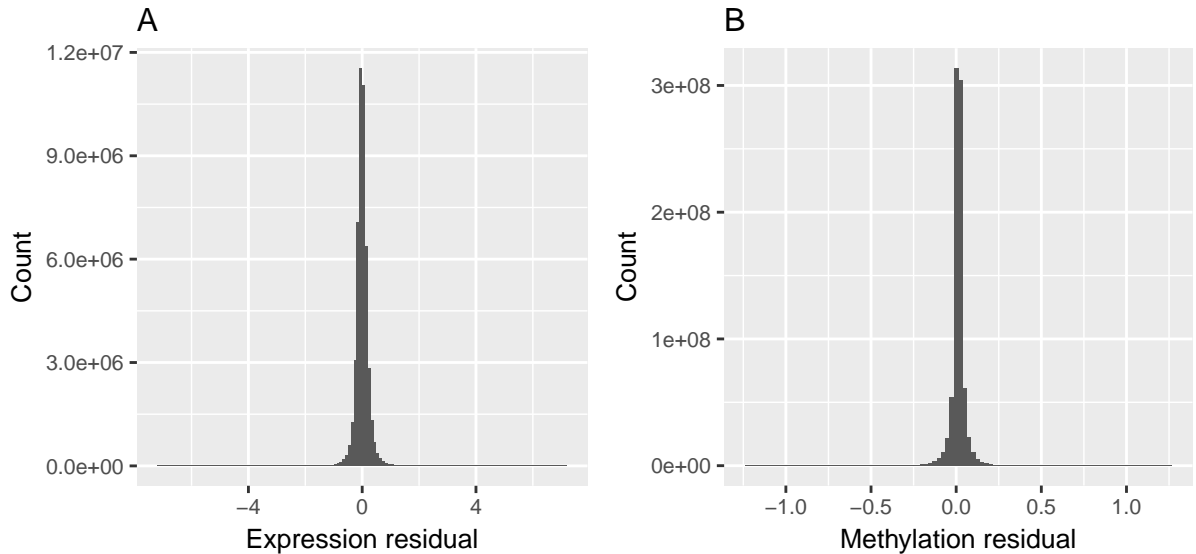 A
Count
1.2e+07
9.0e+06
6.0e+06
3.0e+06
0.0e+00
−4
0
4
Expression residual
B
Count
3e+08
2e+08
1e+08
0e+00
−1.0
−0.5
0.0
0.5
1.0
Methylation residual